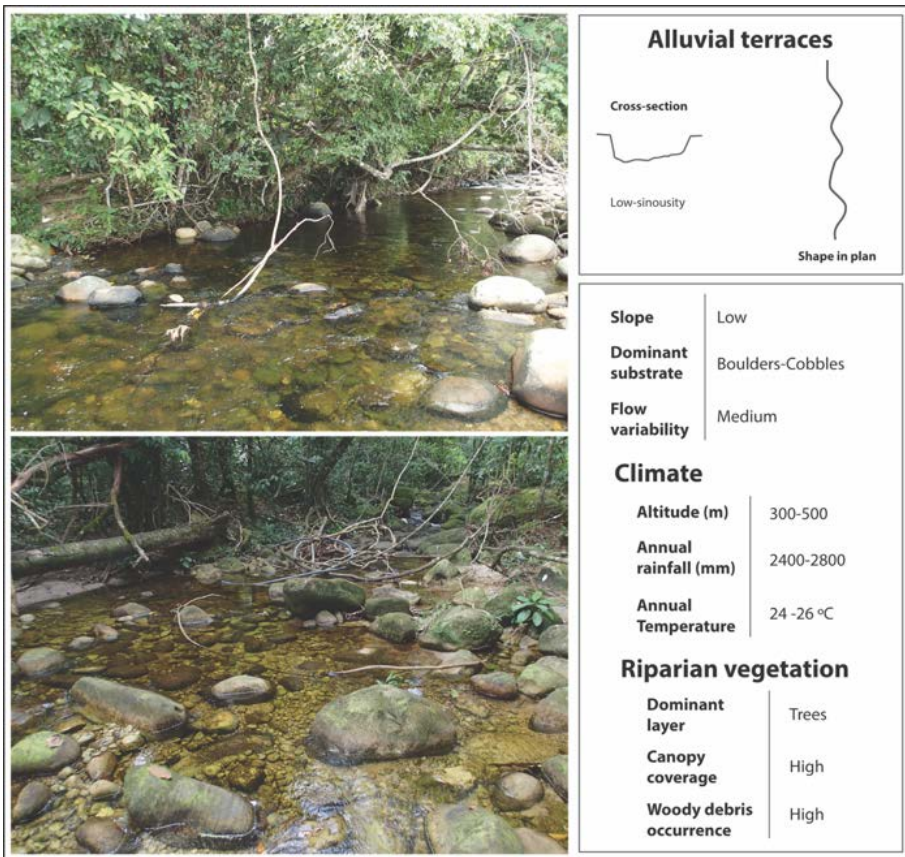 Alluvial terraces
Cross-section
Low-sinousity
Shape in plan
Slope
Low
Dominant
substrate
Boulders-Cobbles
Flow
variability
Medium
Climate
Altitude (m)
300-500
Annual
rainfall (mm)
2400-2800
Annual
Temperature
24 -26 ºC
Riparian vegetation
Dominant
layer
Trees
Canopy
coverage
High
Woody debris
occurrence
High